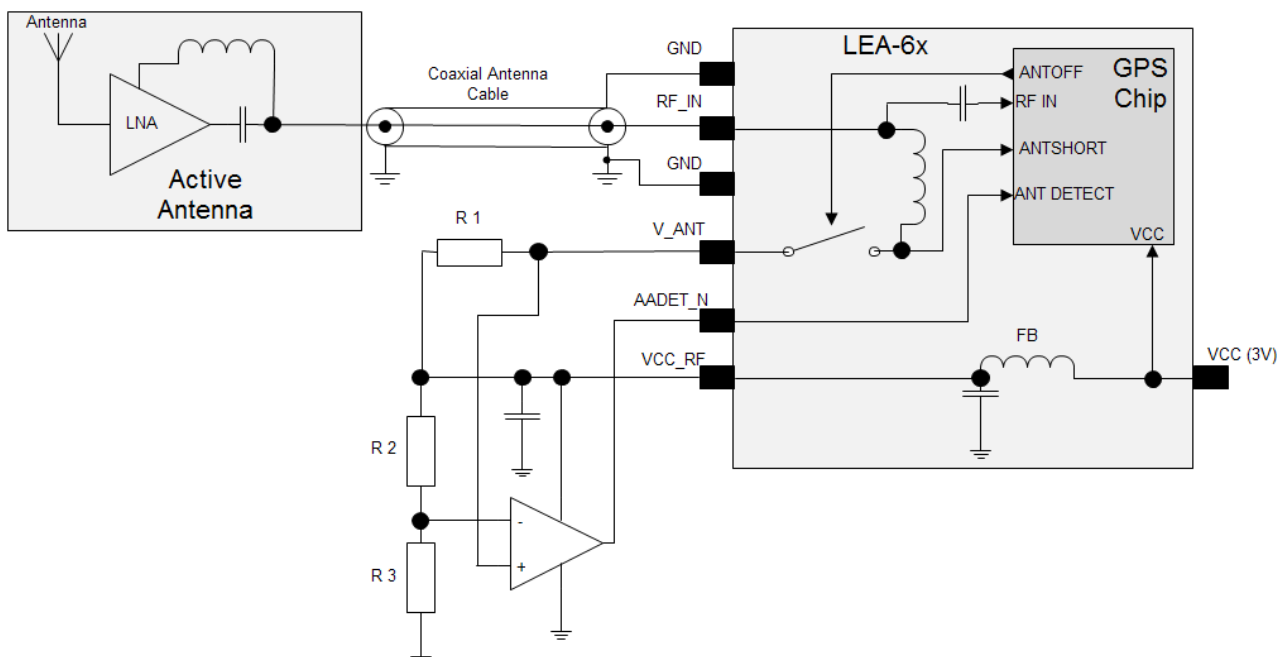 Antenna
LNA
Active
Antenna
Coaxial Antenna
Cable
GND
RF_IN
GND
V_ANT
AADET_N
VCC_RF
R 1
R 2
R 3
-
+
LEA-6x
GPS
Chip
ANTOFF
RF IN
ANTSHORT
ANT DETECT
VCC
FB
VCC (3V)